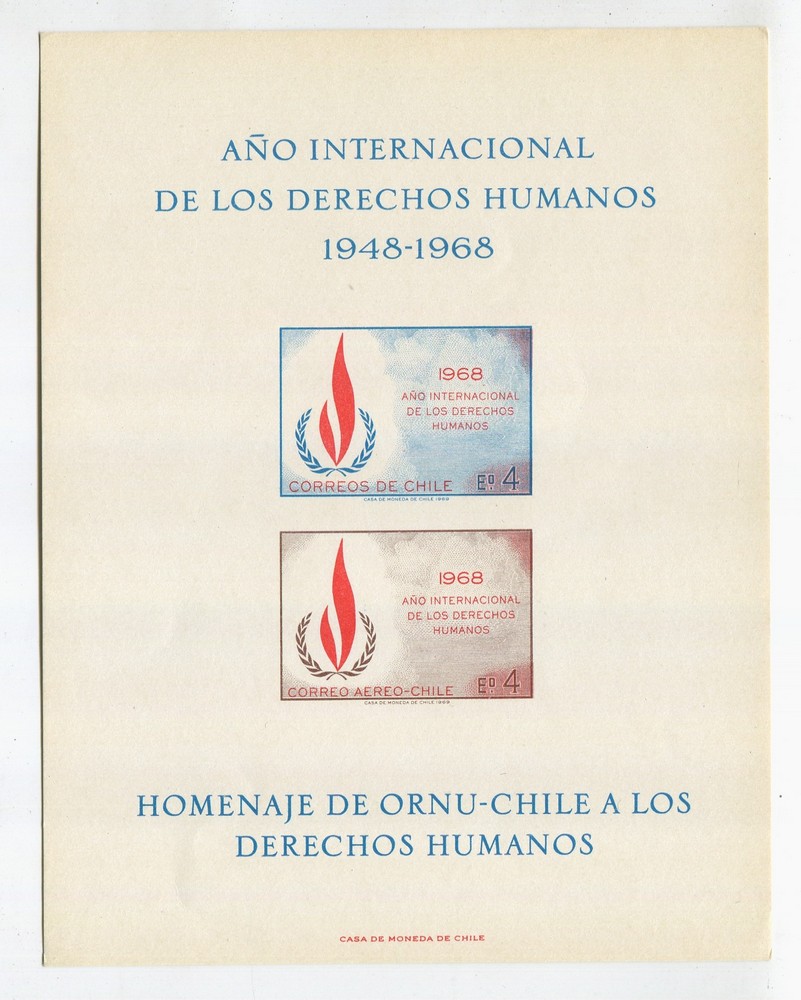 AÑO INTERNACIONAL
DE LOS DERECHOS HUMANOS
1948-1968
1968
AÑO INTERNACIONAL
DE LOS DERECHOS
HUMANOS
CORREOS DE CHILE Eº. 4
CASA DE MONEDA DE CHILE 1969
1968
AÑO INTERNACIONAL
DE LOS DERECHOS
HUMANOS
CORREO AEREO-CHILE Eº. 4
CASA DE MONEDA DE CHILE 1969
HOMENAJE DE ORNU-CHILE A LOS
DERECHOS HUMANOS
CASA DE MONEDA DE CHILE